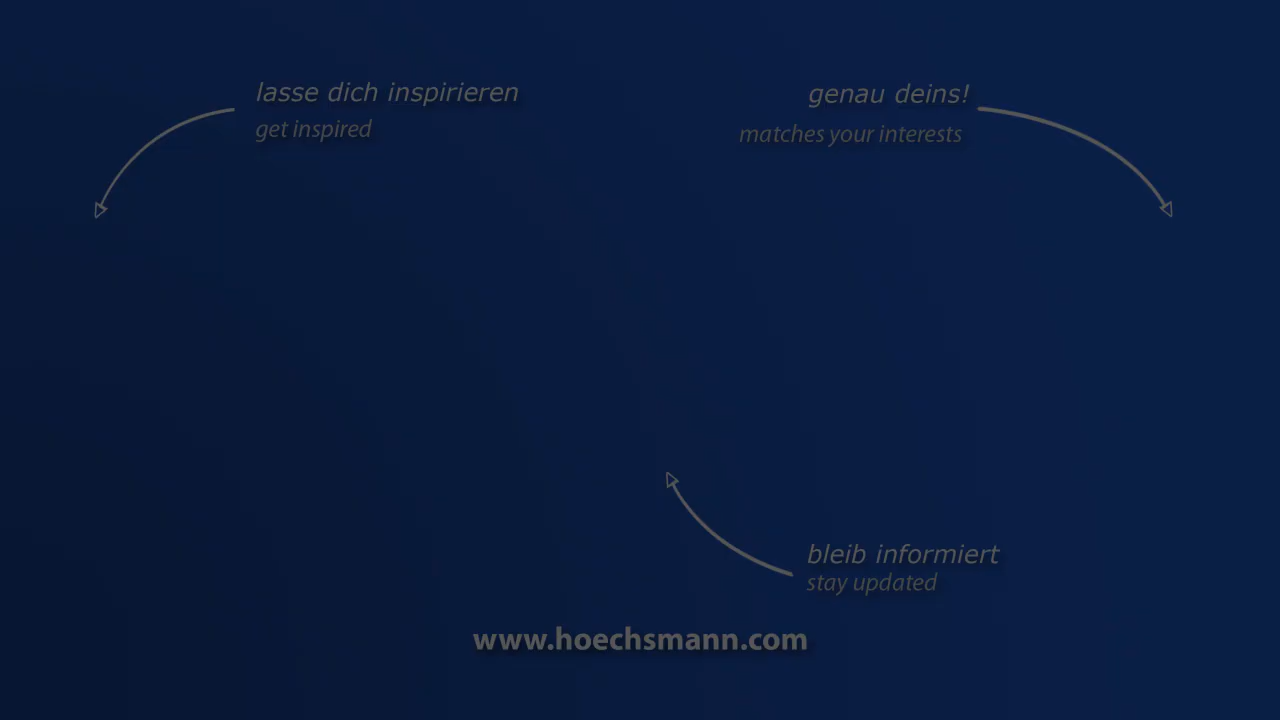 lasse dich inspirieren
get inspired
genau deins!
matches your interests
bleib informiert
stay updated
www.hoechsmann.com